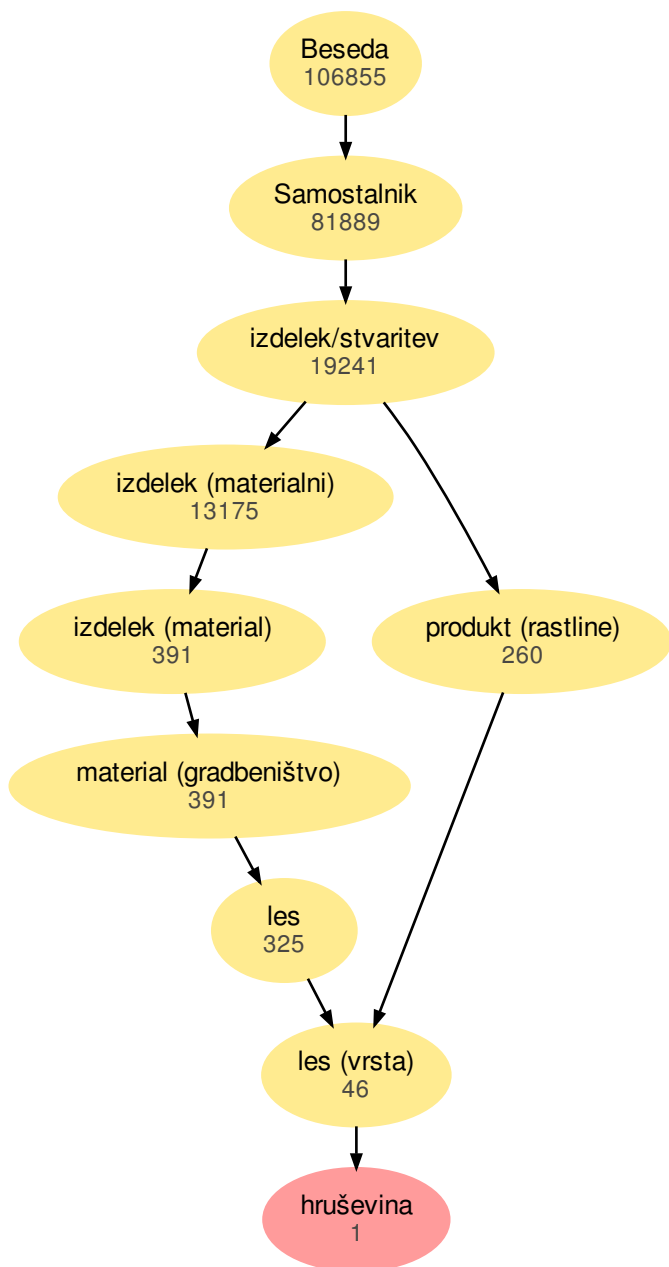 Beseda
106855
Samostalnik
81889
izdelek/stvaritev
19241
izdelek (materialni)
13175
izdelek (material)
391
produkt (rastline)
260
material (gradbeništvo)
391
les
325
les (vrsta)
46
hruševina
1